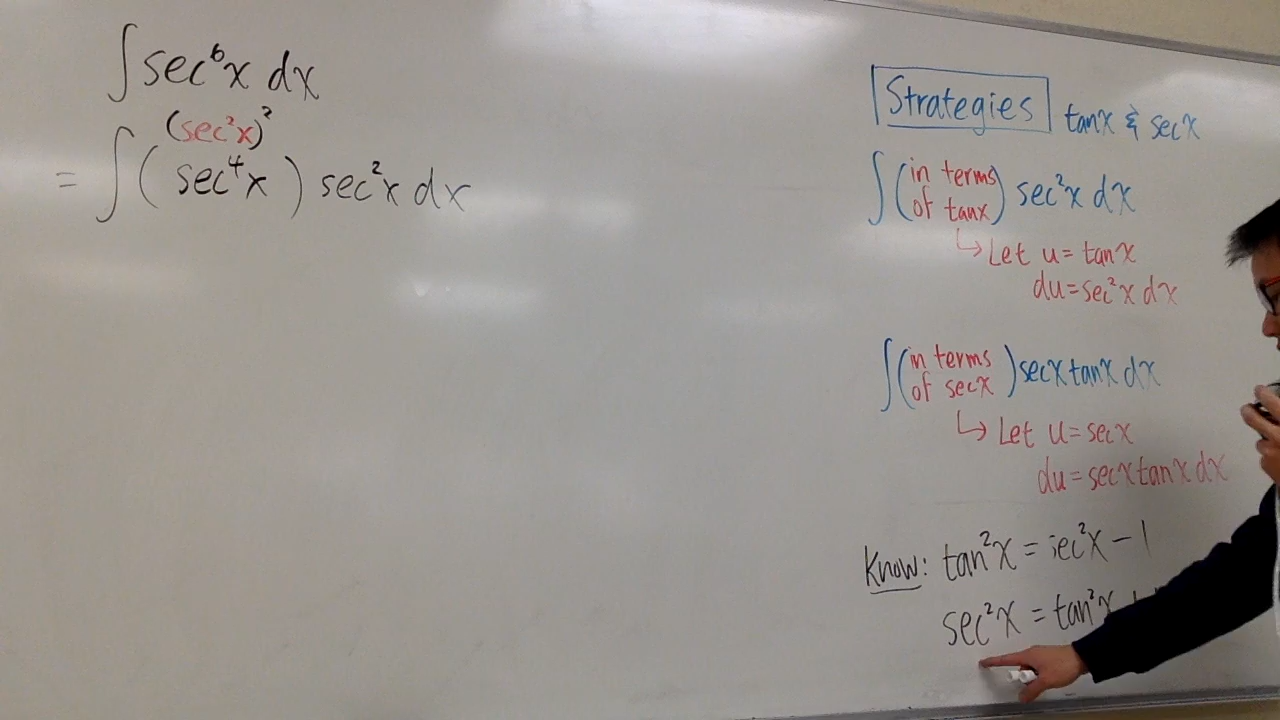 ∫ sec⁶x dx
(sec²x)²
= ∫ ( sec⁴x ) sec²x dx
Strategies tanx & secx
∫ (in terms of tanx) sec²x dx
↳ Let u = tanx
du = sec²x dx
∫ (in terms of secx) secx tanx dx
↳ Let u = secx
du = secx tanx dx
Know: tan²x = sec²x − 1
sec²x = tan²x